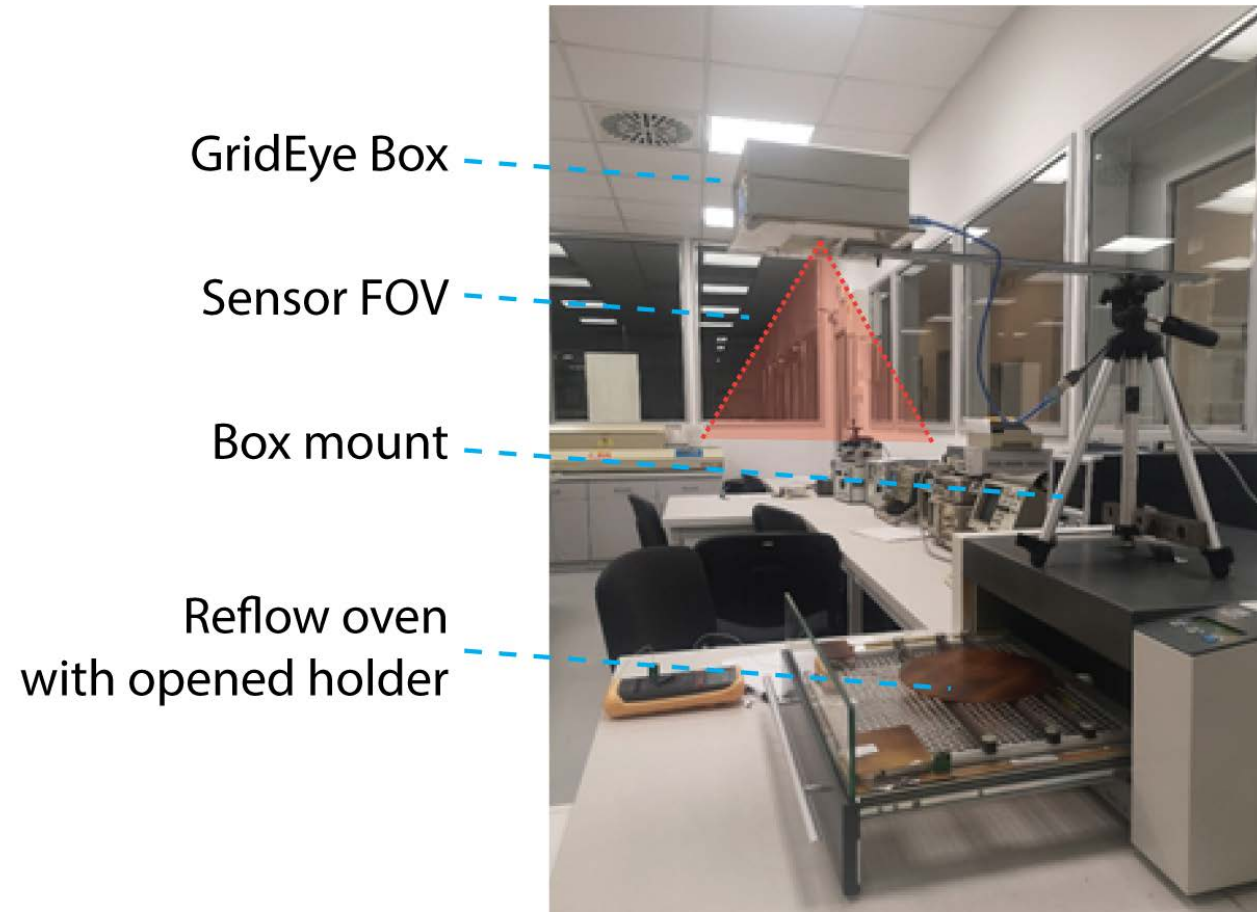 GridEye Box
Sensor FOV
Box mount
Reflow oven
with opened holder